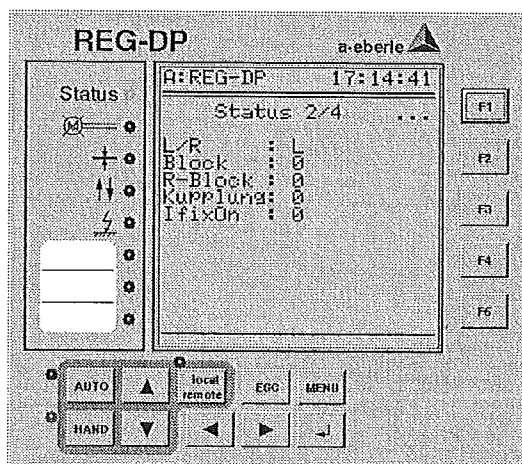 REG-DP
a·eberle
Status
A:REG-DP 17:14:41
Status 2/4 ...
L/R : L
Block : 0
R-Block : 0
Kupplung: 0
IfixOn : 0
F1
F2
F3
F4
F5
M
AUTO
local
remote
ESC
MENU
HAND